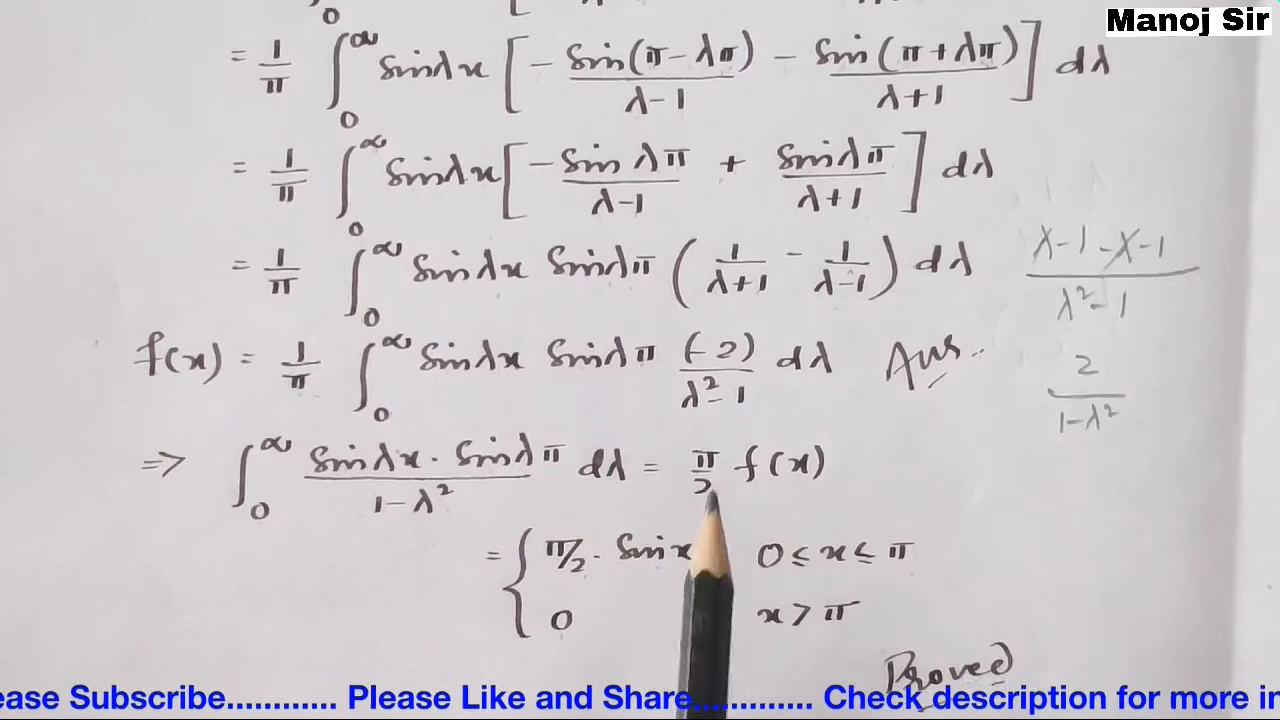 Manoj Sir
= 1/π ∫₀^∞ sinλx [ - sin(π-λπ)/(λ-1) - sin(π+λπ)/(λ+1) ] dλ
= 1/π ∫₀^∞ sinλx [ - sinλπ/(λ-1) + sinλπ/(λ+1) ] dλ
= 1/π ∫₀^∞ sinλx sinλπ ( 1/(λ+1) - 1/(λ-1) ) dλ
(λ-1-λ-1)/(λ²-1)
f(x) = 1/π ∫₀^∞ sinλx sinλπ (-2)/(λ²-1) dλ Ans..
2/(1-λ²)
=> ∫₀^∞ (sinλx · sinλπ)/(1-λ²) dλ = π/2 f(x)
= { π/2 · sinx 0 ≤ x ≤ π
0 x > π
Proved
ease Subscribe............ Please Like and Share............. Check description for more in